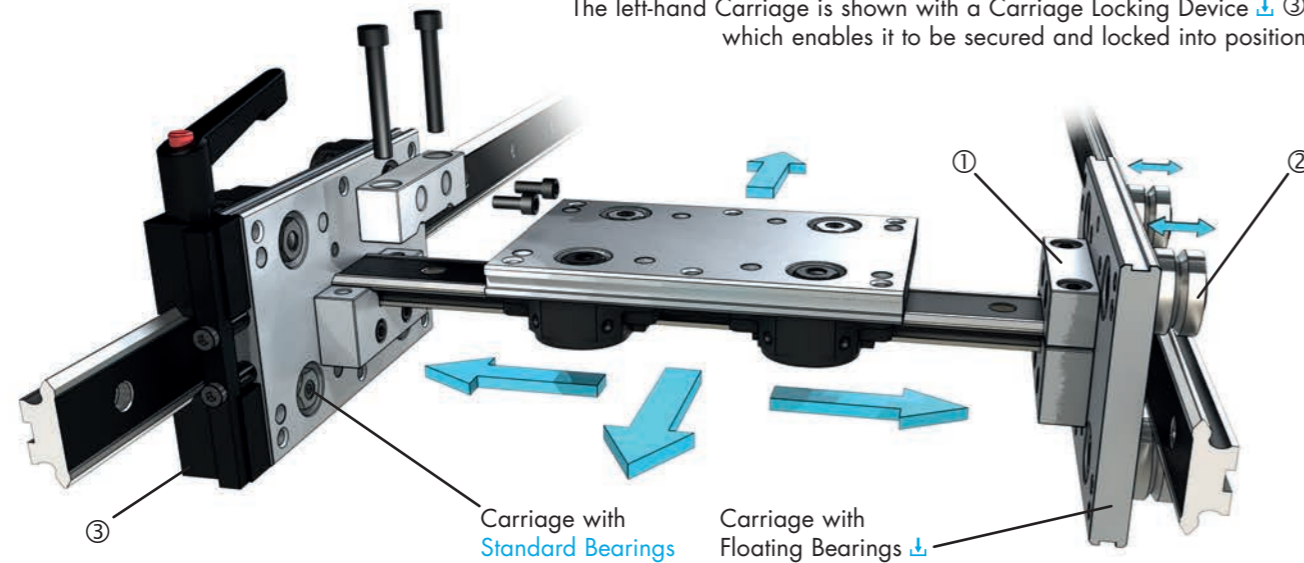 The left-hand Carriage is shown with a Carriage Locking Device ③
which enables it to be secured and locked into position
①
②
③
Carriage with
Standard Bearings
Carriage with
Floating Bearings